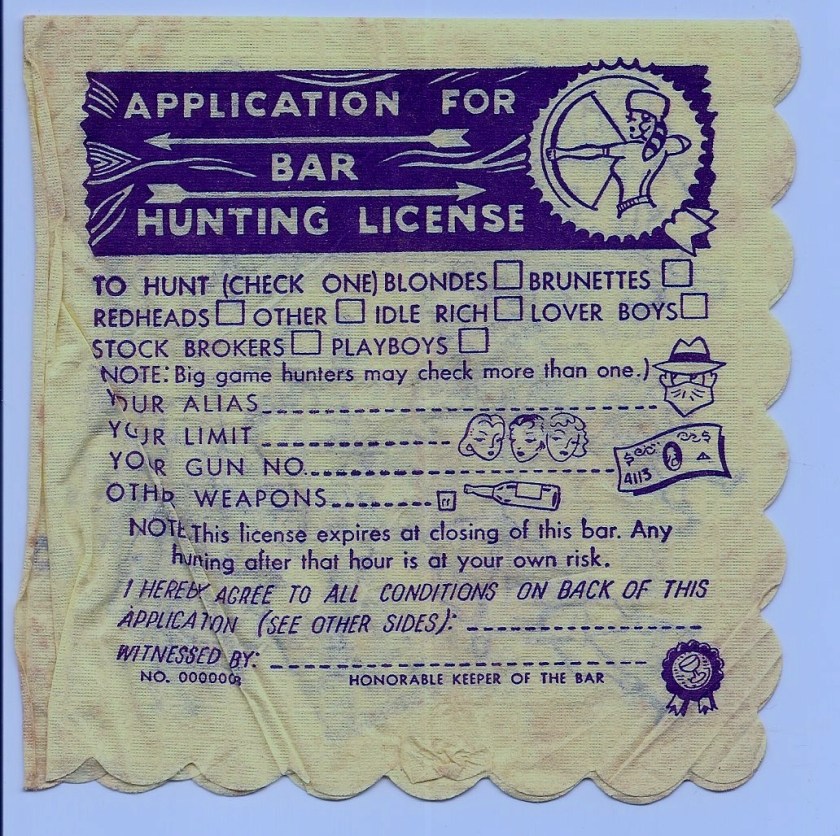 APPLICATION FOR
BAR
HUNTING LICENSE
TO HUNT (CHECK ONE) BLONDES BRUNETTES
REDHEADS OTHER IDLE RICH LOVER BOYS
STOCK BROKERS PLAYBOYS
NOTE: Big game hunters may check more than one.)
YOUR ALIAS
YOUR LIMIT
YOUR GUN NO.
4113
OTHR WEAPONS
NOTE This license expires at closing of this bar. Any
hunting after that hour is at your own risk.
I HEREBY AGREE TO ALL CONDITIONS ON BACK OF THIS
APPLICATON (SEE OTHER SIDES):
WITNESSED BY:
NO. 000000 HONORABLE KEEPER OF THE BAR